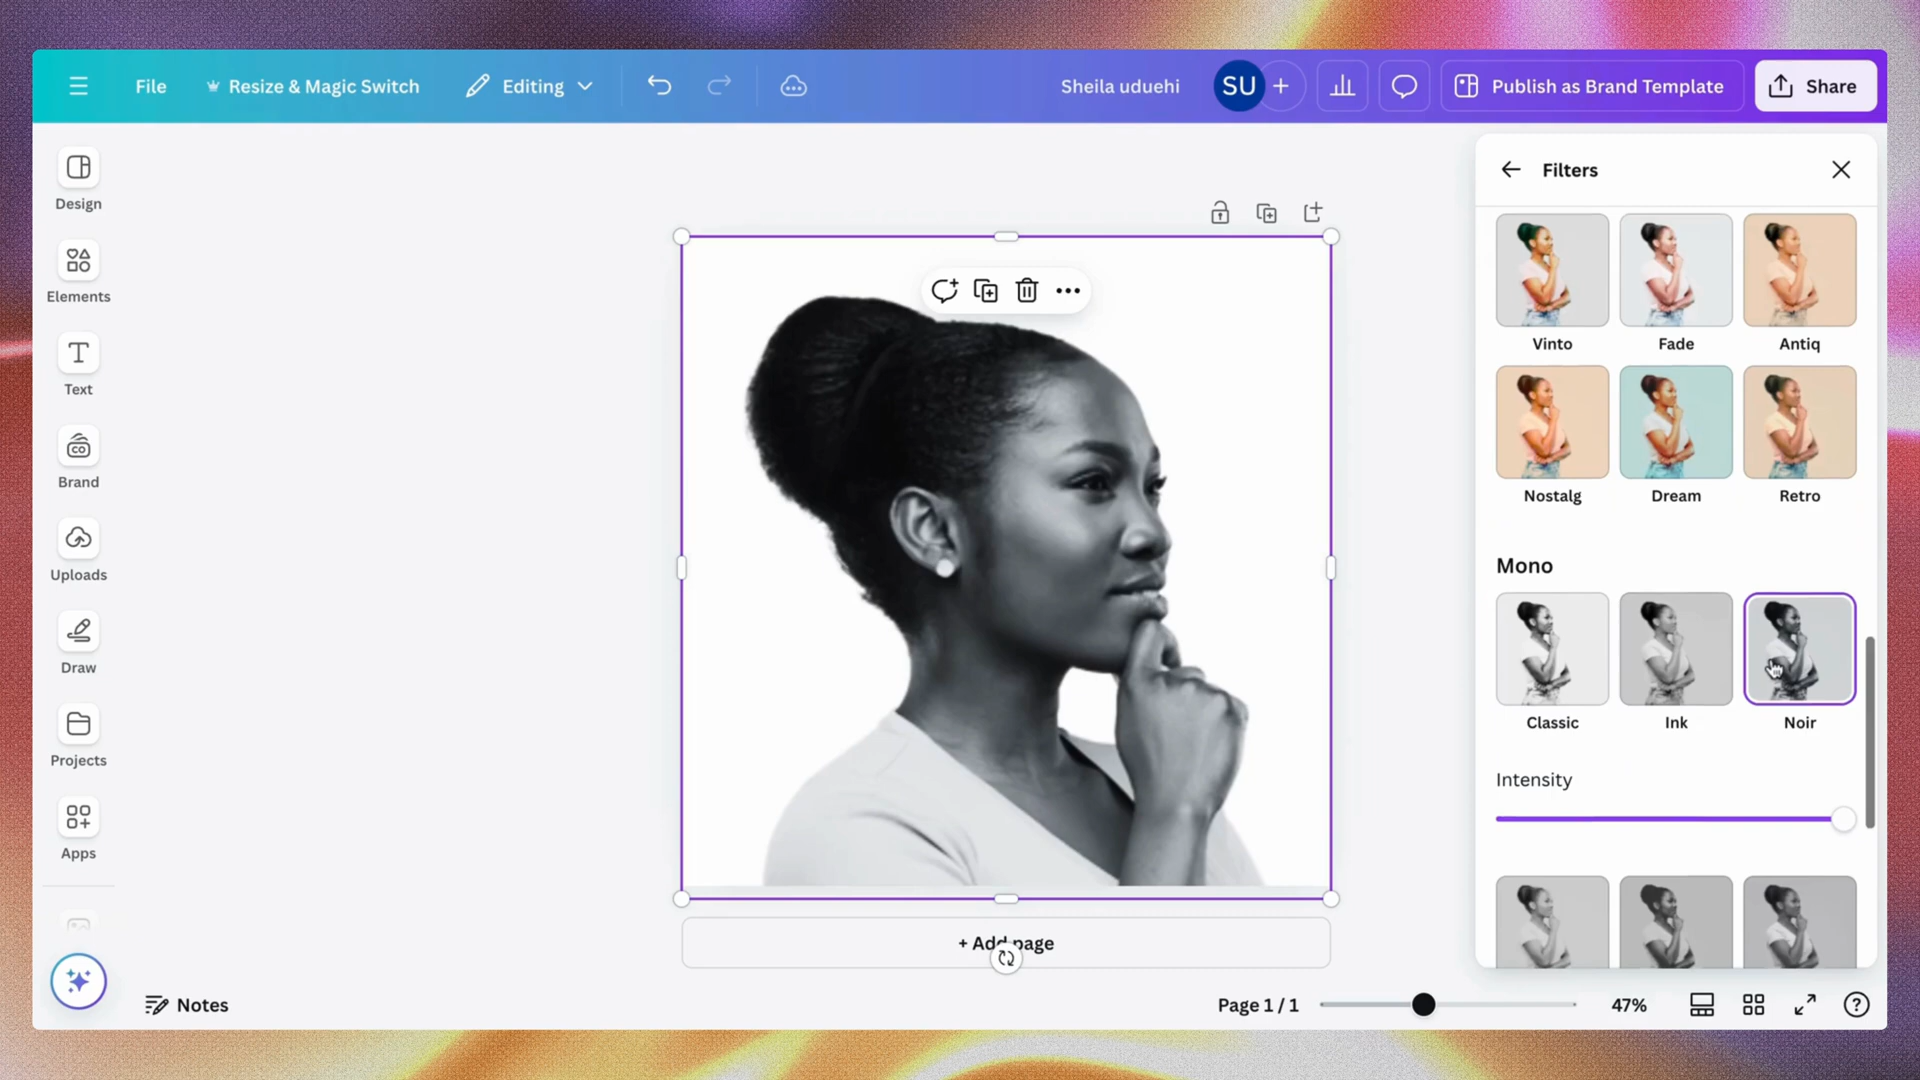 File
Resize & Magic Switch
Editing
Sheila uduehi
SU
Publish as Brand Template
Share
Design
Elements
Text
CO
Brand
Uploads
Draw
Projects
Apps
Filters
Vinto
Fade
Antiq
Nostalg
Dream
Retro
Mono
Classic
Ink
Noir
Intensity
+ Add page
Notes
Page 1 / 1
47%